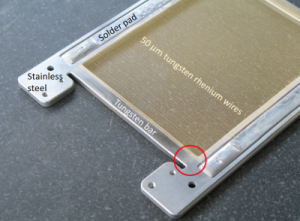 Solder pad
50 µm tungsten rhenium wires
Stainless
steel
Tungsten bar